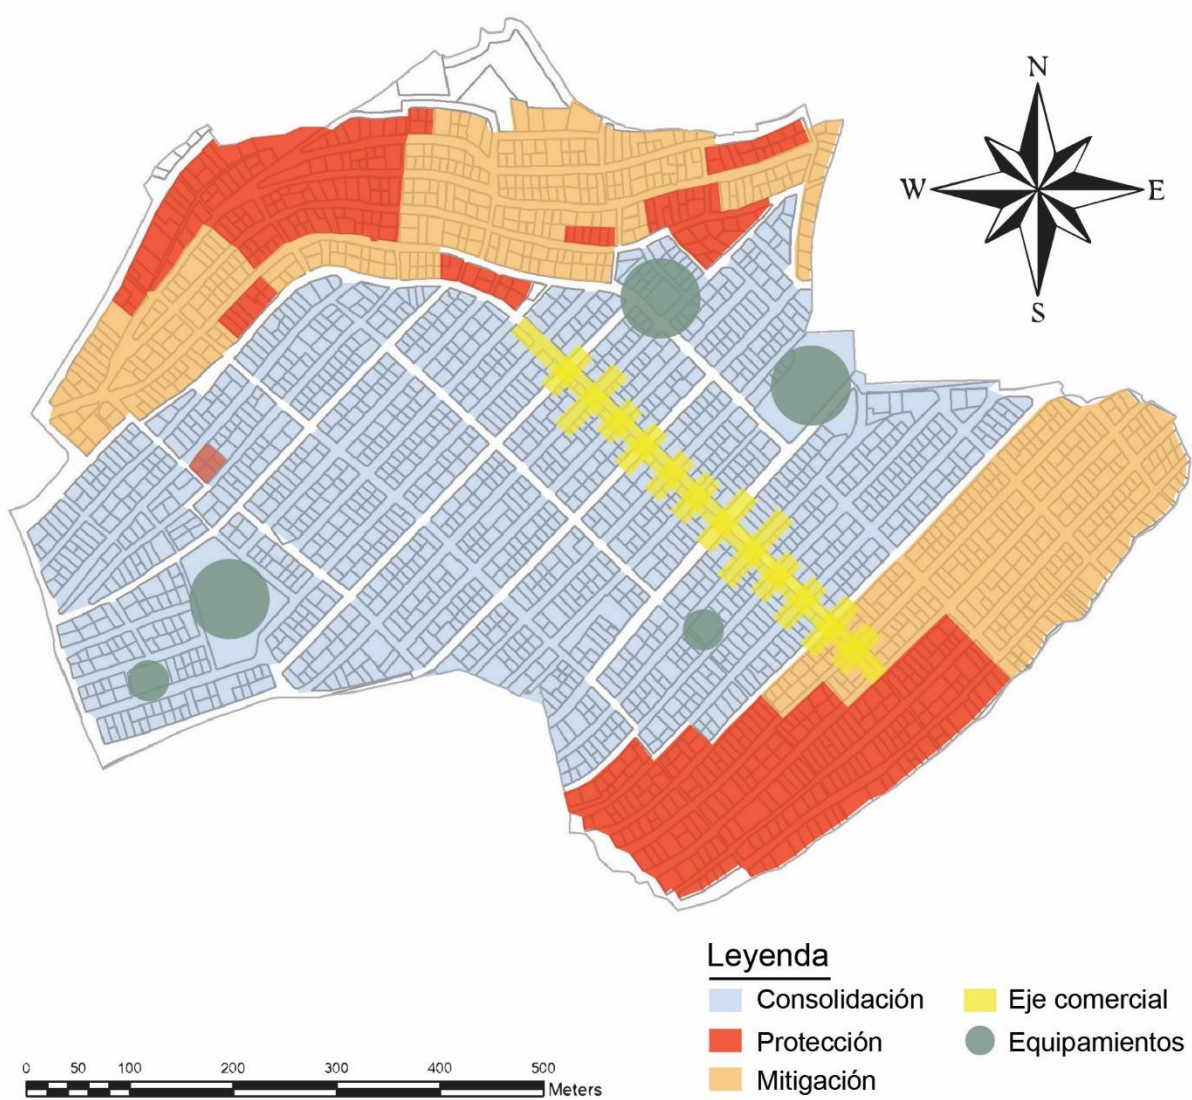 N
W E
S
Leyenda
Consolidación Eje comercial
Protección Equipamientos
Mitigación
0 50 100 200 300 400 500
Meters